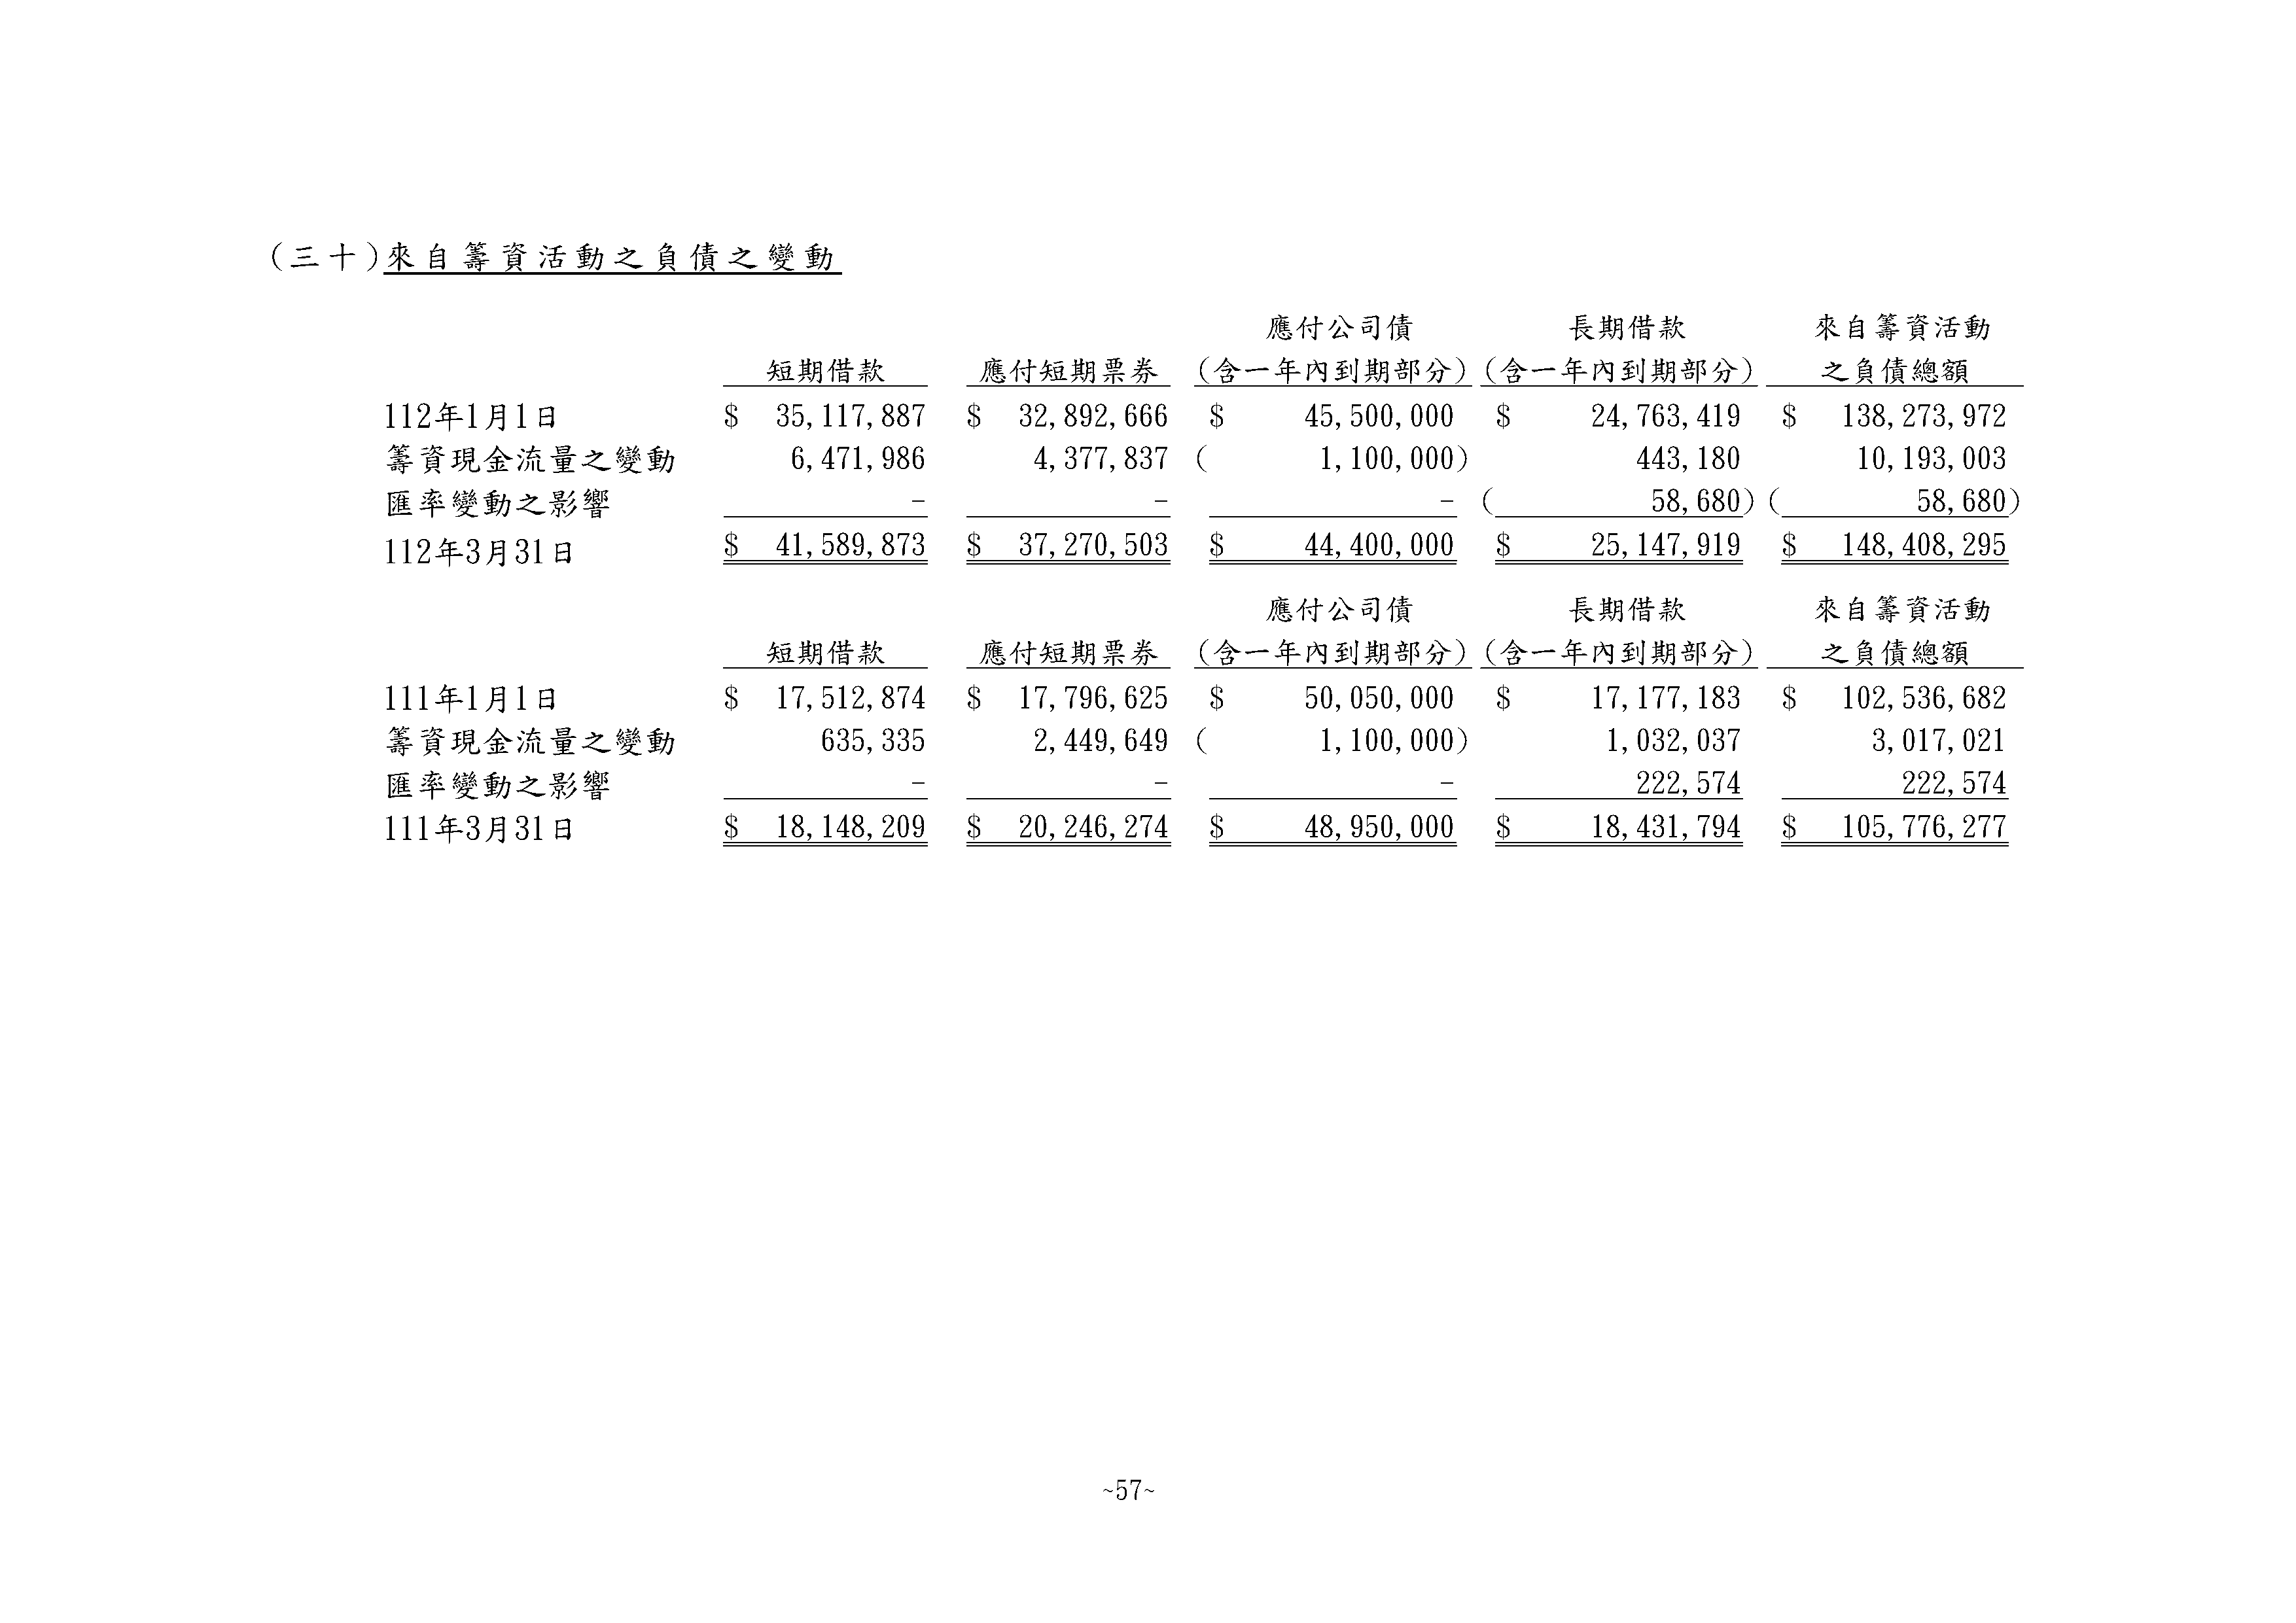 (三十)來自籌資活動之負債之變動
應付公司債 長期借款 來自籌資活動
短期借款 應付短期票券 (含一年內到期部分) (含一年內到期部分) 之負債總額
112年1月1日 $ 35,117,887 $ 32,892,666 $ 45,500,000 $ 24,763,419 $ 138,273,972
籌資現金流量之變動 6,471,986 4,377,837 ( 1,100,000) 443,180 10,193,003
匯率變動之影響 - - - ( 58,680) ( 58,680)
112年3月31日 $ 41,589,873 $ 37,270,503 $ 44,400,000 $ 25,147,919 $ 148,408,295
應付公司債 長期借款 來自籌資活動
短期借款 應付短期票券 (含一年內到期部分) (含一年內到期部分) 之負債總額
111年1月1日 $ 17,512,874 $ 17,796,625 $ 50,050,000 $ 17,177,183 $ 102,536,682
籌資現金流量之變動 635,335 2,449,649 ( 1,100,000) 1,032,037 3,017,021
匯率變動之影響 - - - 222,574 222,574
111年3月31日 $ 18,148,209 $ 20,246,274 $ 48,950,000 $ 18,431,794 $ 105,776,277
~57~